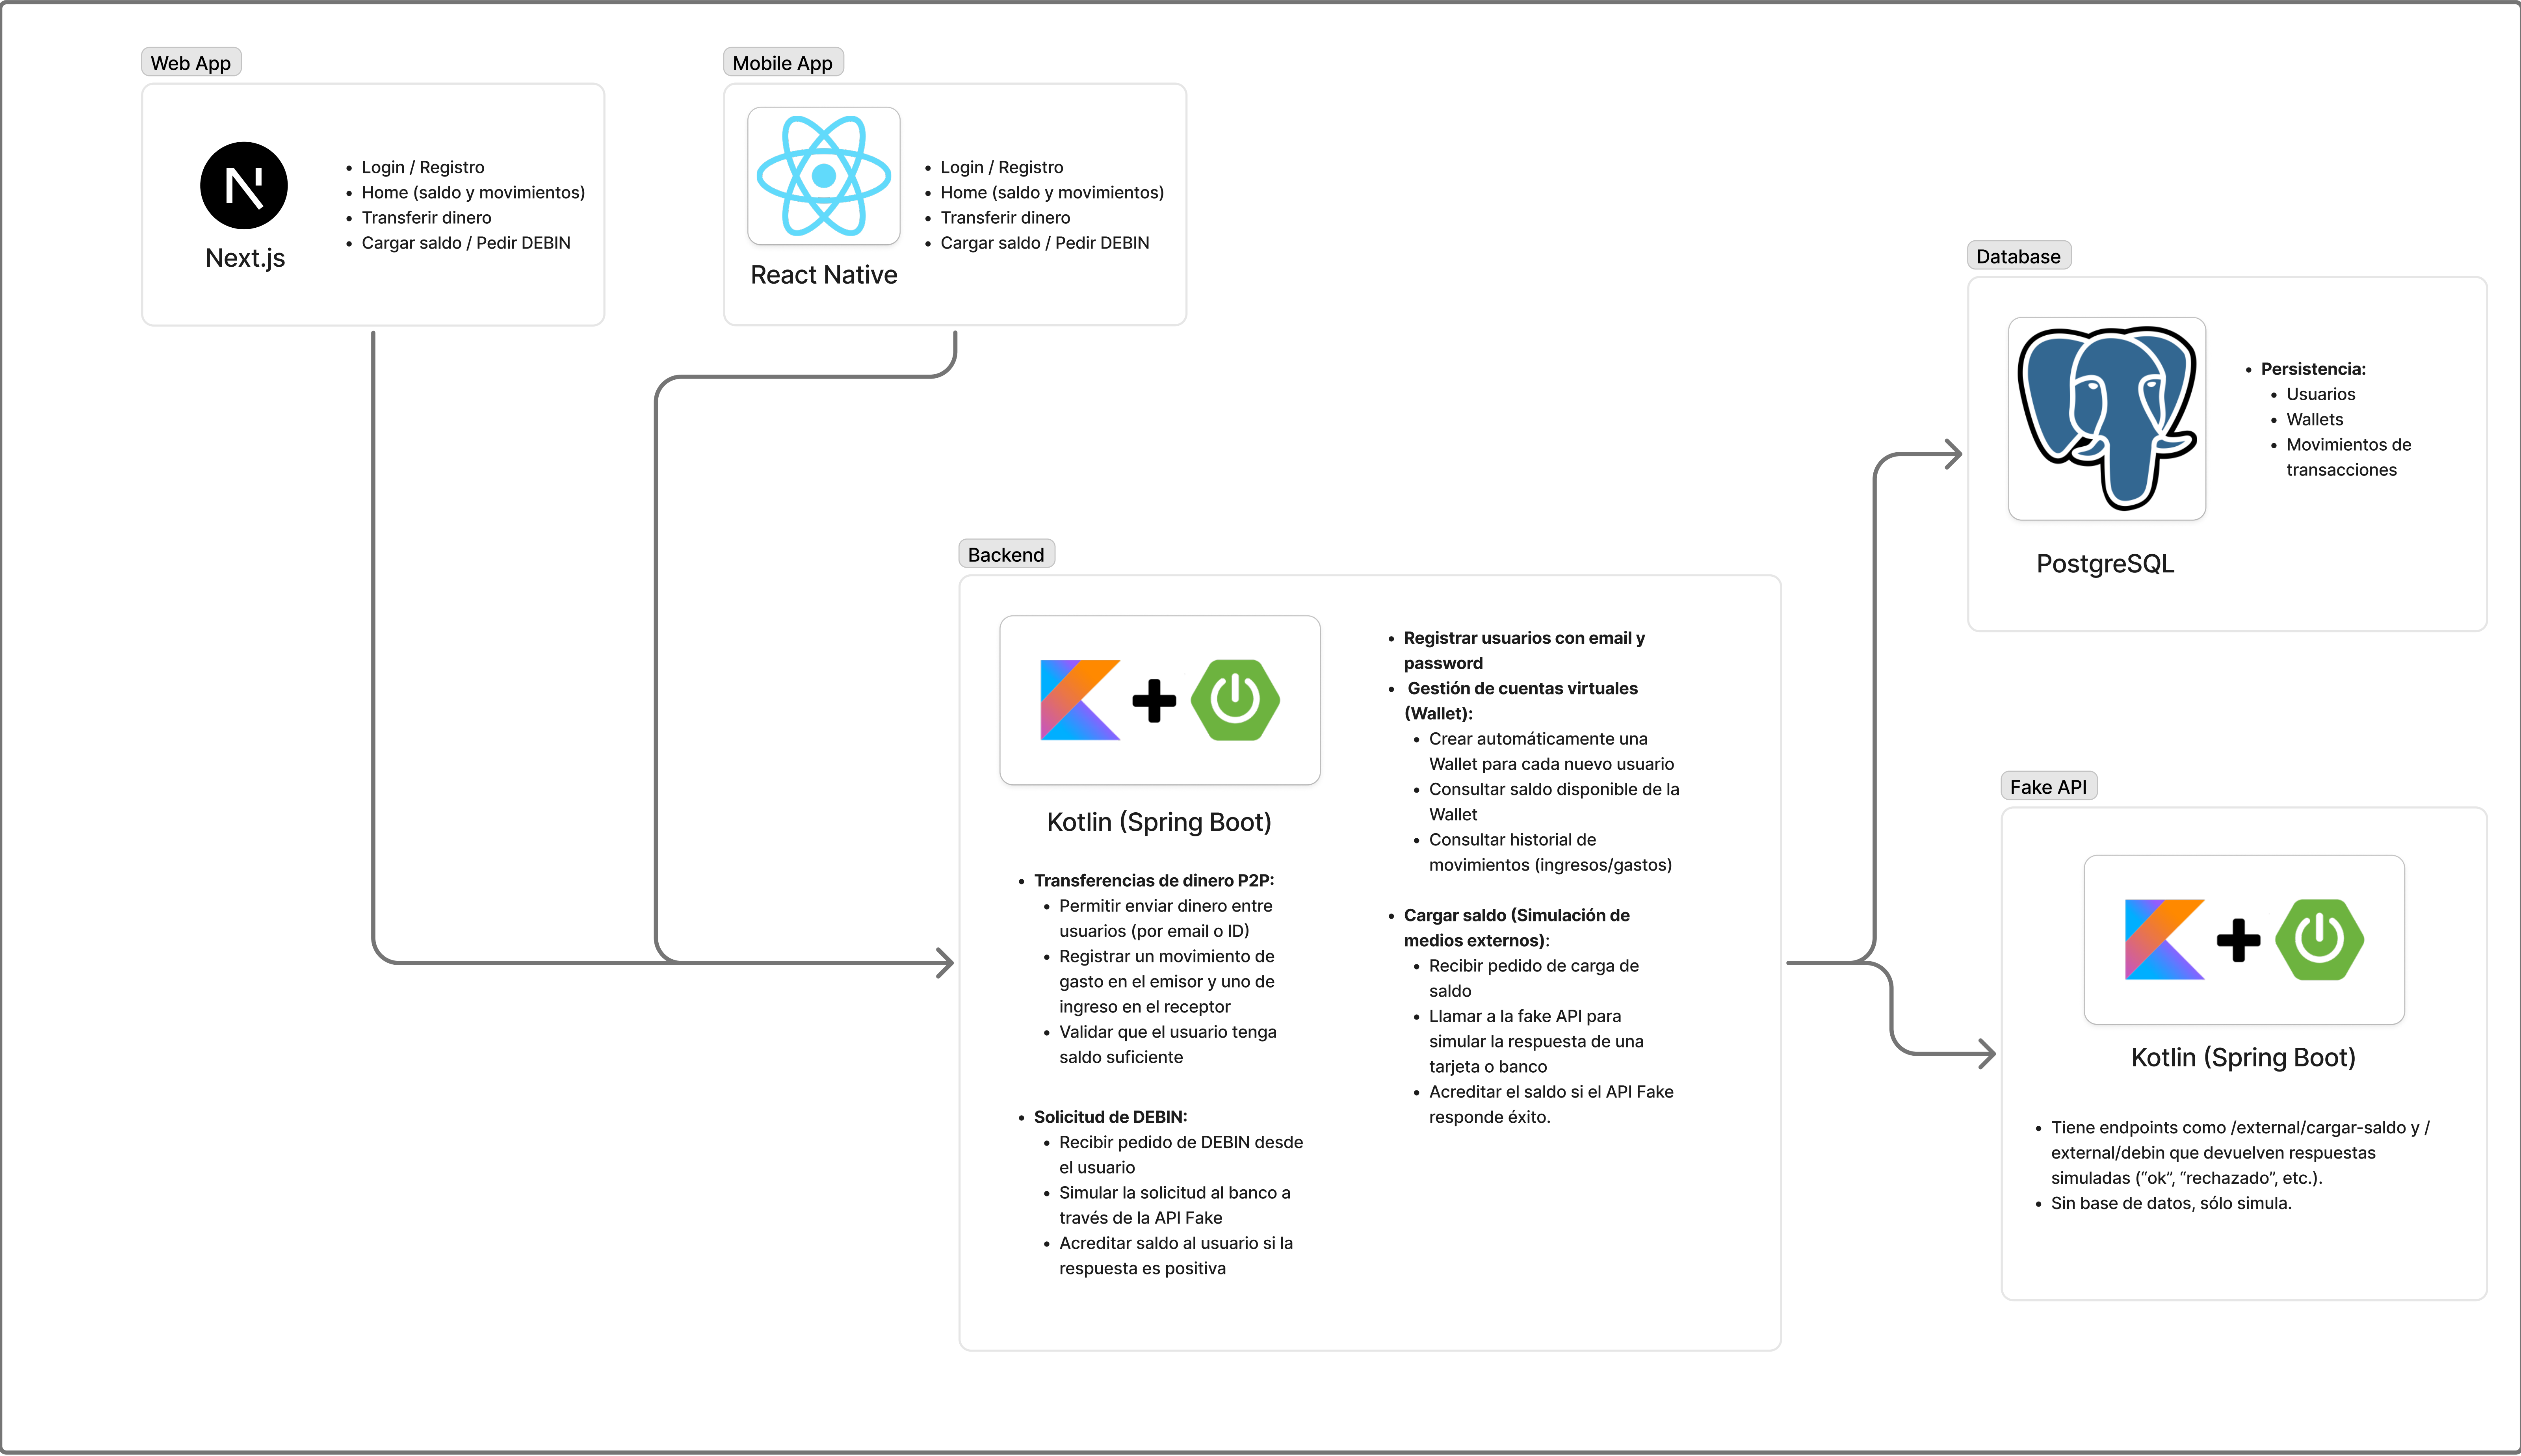 Web App
Next.js
Login / Registro
Home (saldo y movimientos)
Transferir dinero
Cargar saldo / Pedir DEBIN
Mobile App
React Native
Login / Registro
Home (saldo y movimientos)
Transferir dinero
Cargar saldo / Pedir DEBIN
Database
PostgreSQL
Persistencia:
Usuarios
Wallets
Movimientos de
transacciones
Backend
Kotlin (Spring Boot)
Transferencias de dinero P2P:
Permitir enviar dinero entre
usuarios (por email o ID)
Registrar un movimiento de
gasto en el emisor y uno de
ingreso en el receptor
Validar que el usuario tenga
saldo suficiente
Solicitud de DEBIN:
Recibir pedido de DEBIN desde
el usuario
Simular la solicitud al banco a
través de la API Fake
Acreditar saldo al usuario si la
respuesta es positiva
Registrar usuarios con email y
password
Gestión de cuentas virtuales
(Wallet):
Crear automáticamente una
Wallet para cada nuevo usuario
Consultar saldo disponible de la
Wallet
Consultar historial de
movimientos (ingresos/gastos)
Cargar saldo (Simulación de
medios externos):
Recibir pedido de carga de
saldo
Llamar a la fake API para
simular la respuesta de una
tarjeta o banco
Acreditar el saldo si el API Fake
responde éxito.
Fake API
Kotlin (Spring Boot)
Tiene endpoints como /external/cargar-saldo y /
external/debin que devuelven respuestas
simuladas (“ok”, “rechazado”, etc.).
Sin base de datos, sólo simula.